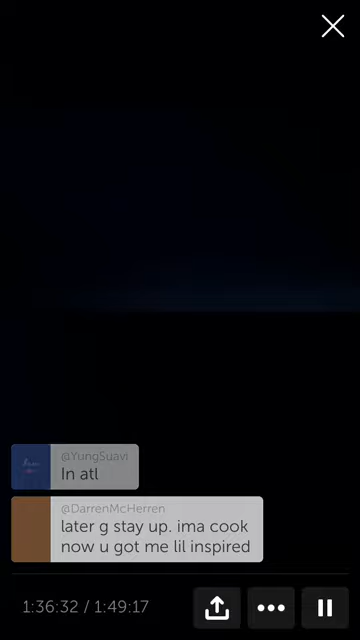 @YungSuavi
In atl
@DarrenMcHerren
later g stay up. ima cook
now u got me lil inspired
1:36:32 / 1:49:17